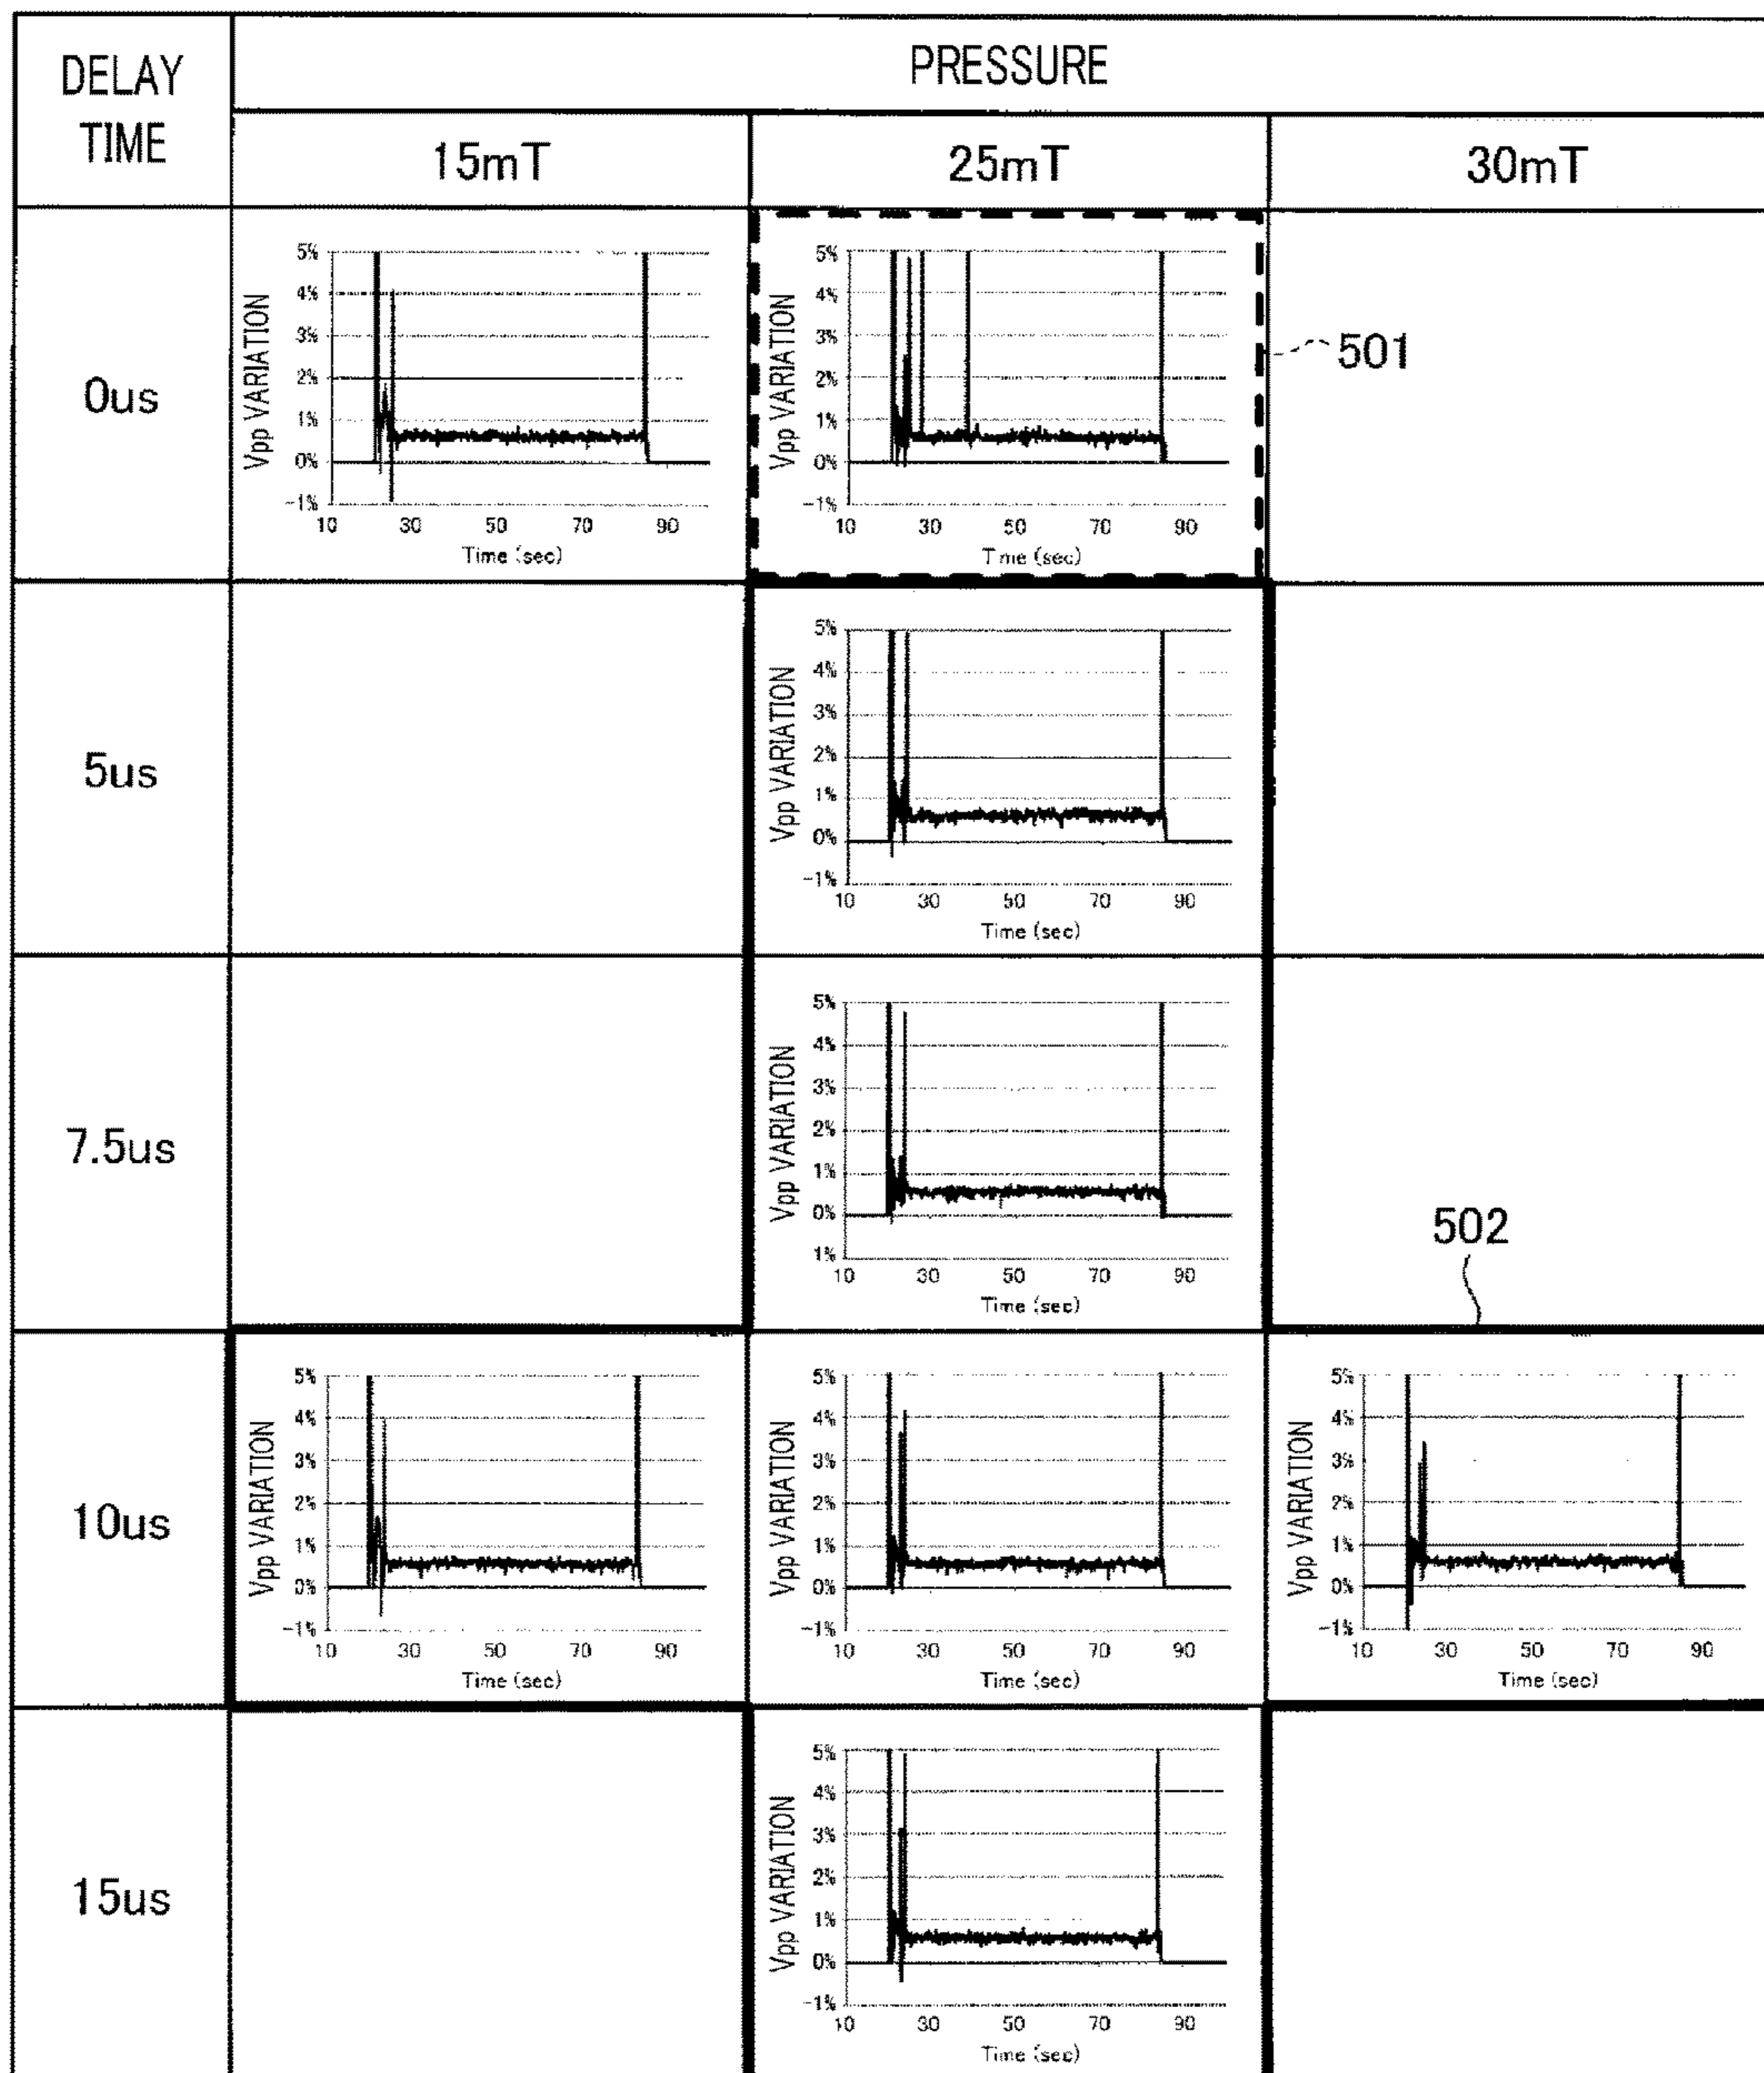 DELAY
TIME
PRESSURE
15mT
25mT
30mT
0us
Vpp VARIATION
5%
4%
3%
2%
1%
0%
-1%
10 30 50 70 90
Time (sec)
Vpp VARIATION
5%
4%
3%
2%
1%
0%
-1%
10 30 50 70 90
Time (sec)
501
5us
Vpp VARIATION
5%
4%
3%
2%
1%
0%
-1%
10 30 50 70 90
Time (sec)
7.5us
Vpp VARIATION
5%
4%
3%
2%
1%
0%
1%
10 30 50 70 90
Time (sec)
502
10us
Vpp VARIATION
5%
4%
3%
2%
1%
0%
-1%
10 30 50 70 90
Time (sec)
Vpp VARIATION
5%
4%
3%
2%
1%
0%
-1%
10 30 50 70 90
Time (sec)
Vpp VARIATION
5%
4%
3%
2%
1%
0%
-1%
10 30 50 70 90
Time (sec)
15us
Vpp VARIATION
5%
4%
3%
2%
1%
0%
-1%
10 30 50 70 90
Time (sec)